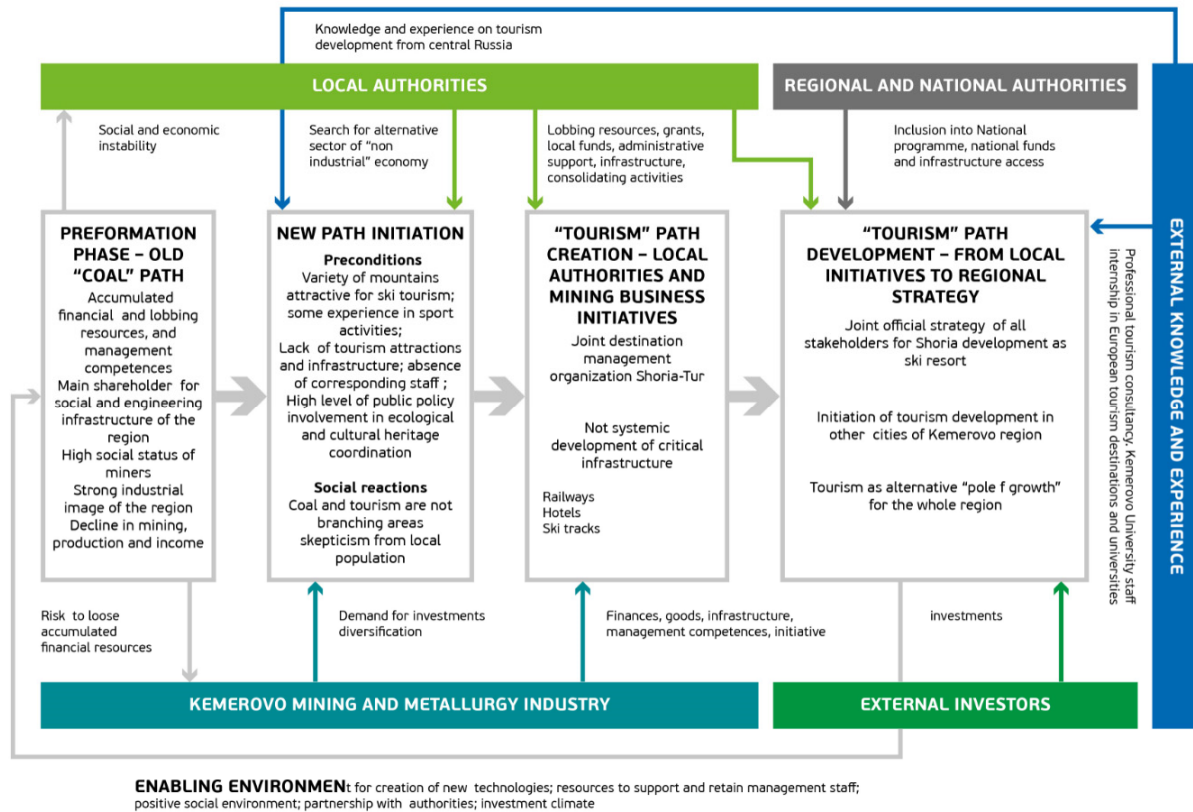 Knowledge and experience on tourism
development from central Russia
LOCAL AUTHORITIES
REGIONAL AND NATIONAL AUTHORITIES
Social and economic
instability
Search for alternative
sector of “non
industrial” economy
Lobbing resources, grants,
local funds, administrative
support, infrastructure,
consolidating activities
Inclusion into National
programme, national funds
and infrastructure access
PREFORMATION
PHASE – OLD
“COAL” PATH
Accumulated
financial and lobbing
resources, and
management
competences
Main shareholder for
social and engineering
infrastructure of the
region
High social status of
miners
Strong industrial
image of the region
Decline in mining,
production and income
NEW PATH INITIATION
Preconditions
Variety of mountains
attractive for ski tourism;
some experience in sport
activities;
Lack of tourism attractions
and infrastructure; absence
of corresponding staff ;
High level of public policy
involvement in ecological
and cultural heritage
coordination
Social reactions
Coal and tourism are not
branching areas
skepticism from local
population
“TOURISM” PATH
CREATION – LOCAL
AUTHORITIES AND
MINING BUSINESS
INITIATIVES
Joint destination
management
organization Shoria-Tur
Not systemic
development of critical
infrastructure
Railways
Hotels
Ski tracks
“TOURISM” PATH
DEVELOPMENT – FROM LOCAL
INITIATIVES TO REGIONAL
STRATEGY
Joint official strategy of all
stakeholders for Shoria development as
ski resort
Initiation of tourism development in
other cities of Kemerovo region
Tourism as alternative “pole f growth”
for the whole region
Professional tourism consultancy. Kemerovo University staff
internship in European tourism destinations and universities
EXTERNAL KNOWLEDGE AND EXPERIENCE
Risk to loose
accumulated
financial resources
Demand for investments
diversification
Finances, goods, infrastructure,
management competences, initiative
investments
KEMEROVO MINING AND METALLURGY INDUSTRY
EXTERNAL INVESTORS
ENABLING ENVIRONMENt for creation of new technologies; resources to support and retain management staff;
positive social environment; partnership with authorities; investment climate